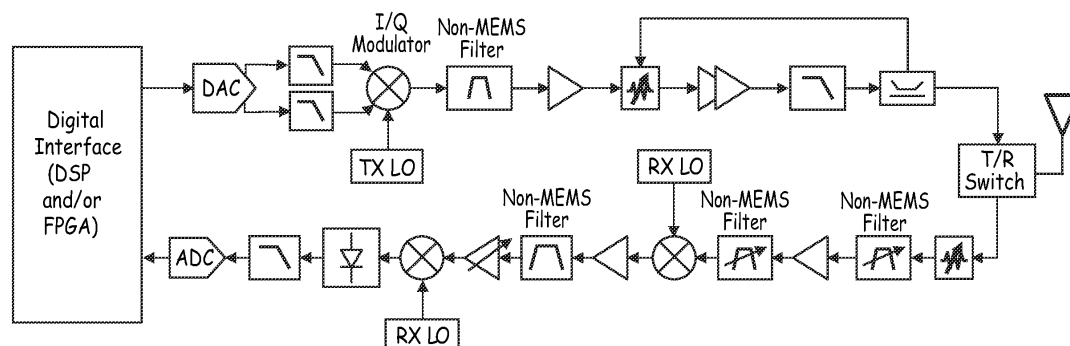 I/Q
Modulator
Non-MEMS
Filter
DAC
Digital
Interface
(DSP
and/or
FPGA)
TX LO
RX LO
T/R
Switch
Non-MEMS
Filter
Non-MEMS
Filter
Non-MEMS
Filter
ADC
RX LO